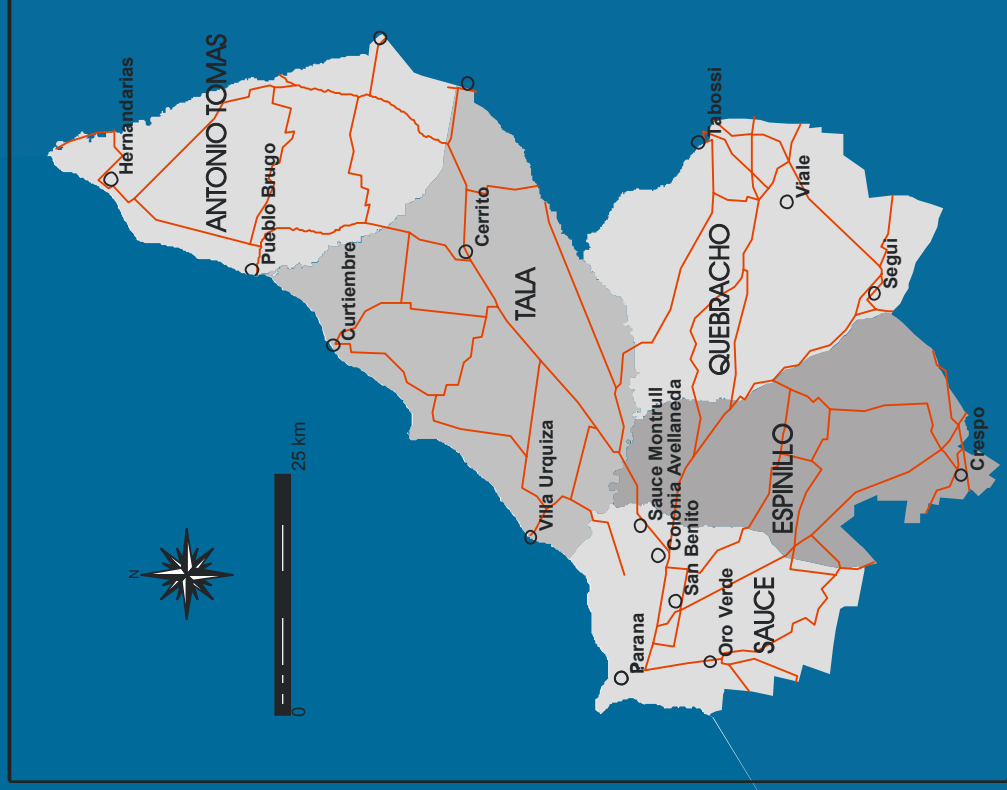 Hernandarias
ANTONIO TOMAS
Pueblo Brugo
Curtiembre
Cerrito
TALA
Tabossi
Viale
Segui
QUEBRACHO
Villa Urquiza
Sauce Montrull
Colonia Avellaneda
San Benito
ESPINILLO
Crespo
Parana
Oro Verde
SAUCE
N
0
25 km